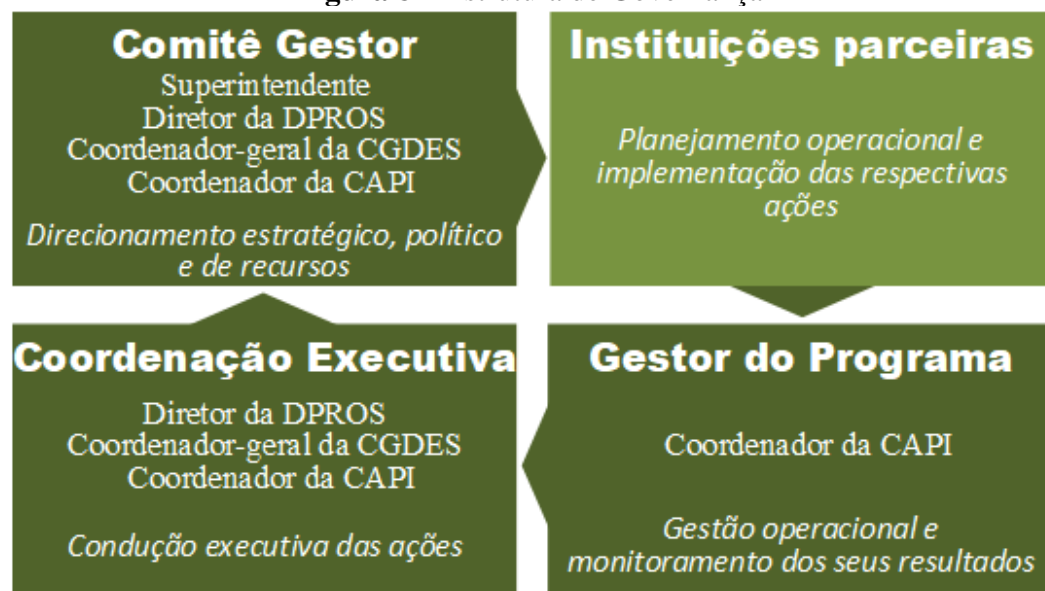 Comitê Gestor
Superintendente
Diretor da DPROS
Coordenador-geral da CGDES
Coordenador da CAPI
Direcionamento estratégico, político
e de recursos
Instituições parceiras
Planejamento operacional e
implementação das respectivas
ações
Coordenação Executiva
Diretor da DPROS
Coordenador-geral da CGDES
Coordenador da CAPI
Condução executiva das ações
Gestor do Programa
Coordenador da CAPI
Gestão operacional e
monitoramento dos seus resultados